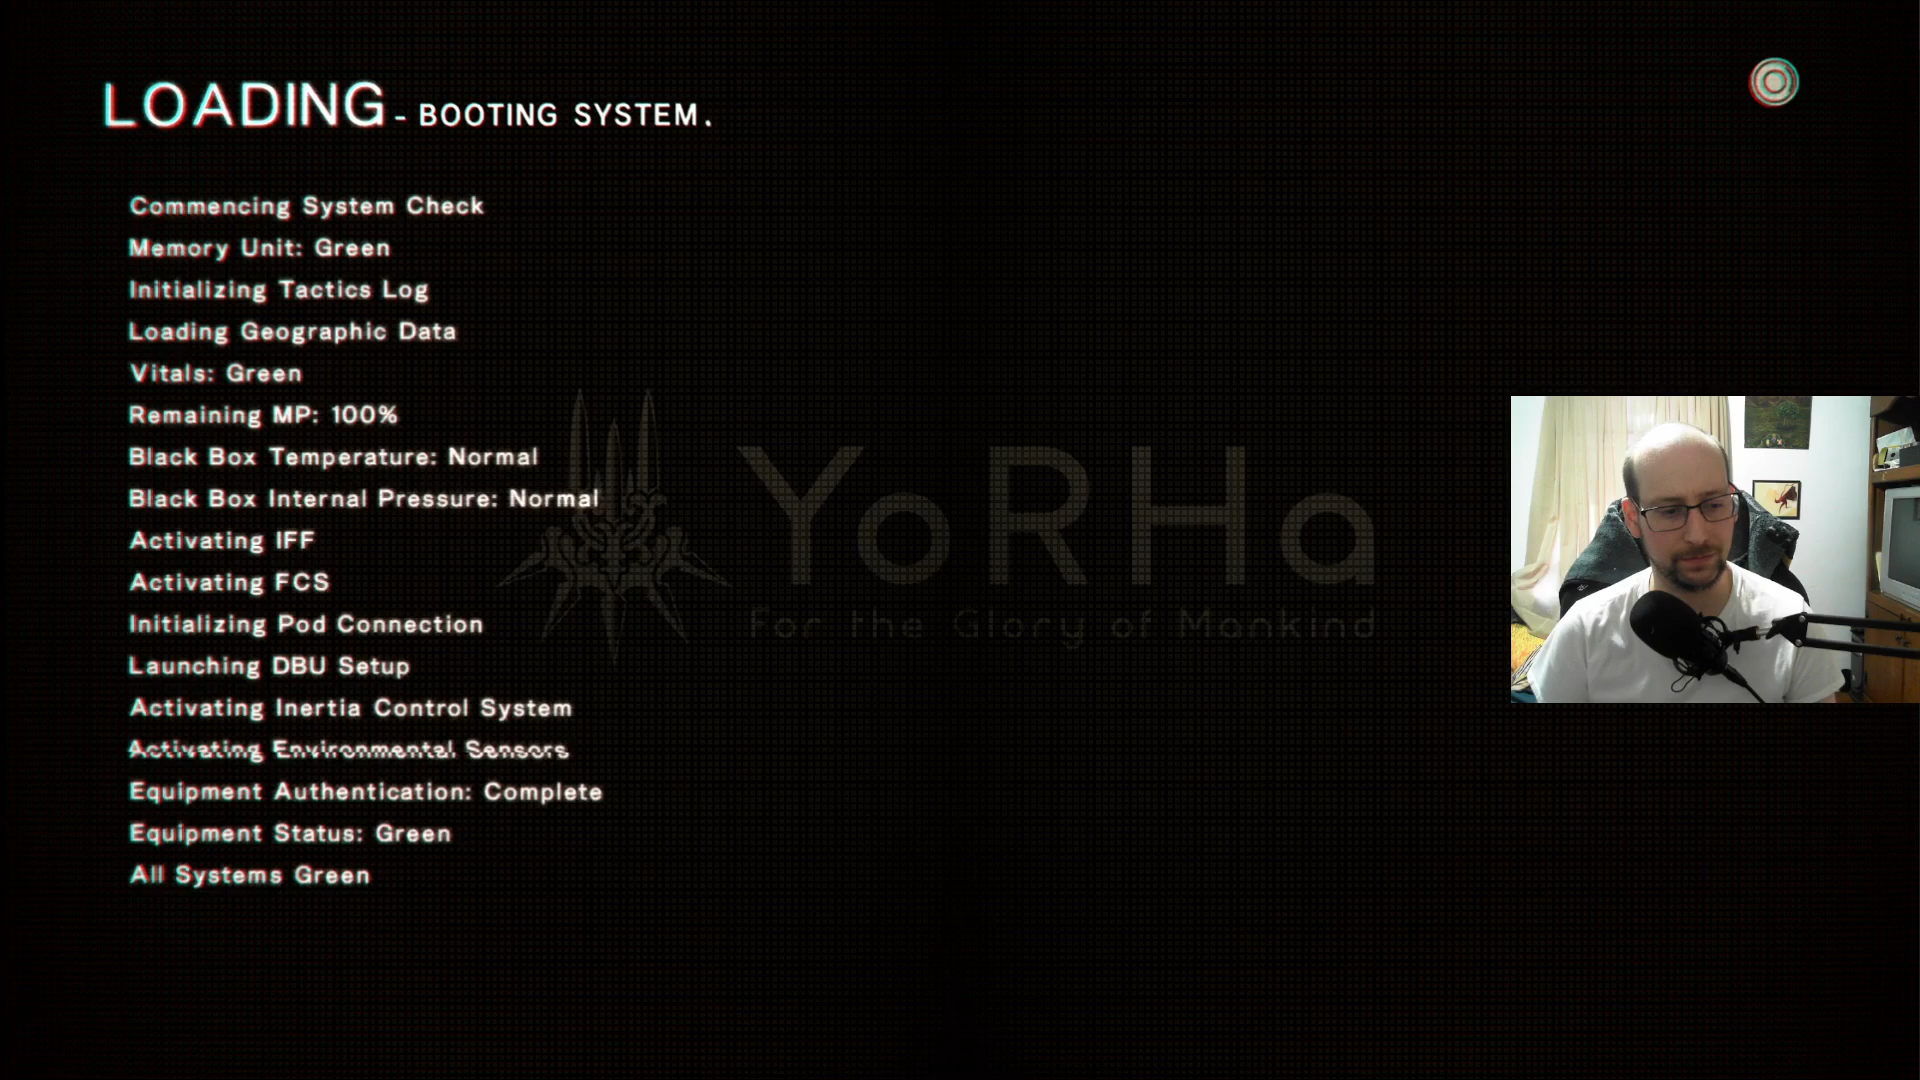 LOADING - BOOTING SYSTEM.
Commencing System Check
Memory Unit: Green
Initializing Tactics Log
Loading Geographic Data
Vitals: Green
Remaining MP: 100%
Black Box Temperature: Normal
Black Box Internal Pressure: Normal
Activating IFF
Activating FCS
Initializing Pod Connection
Launching DBU Setup
Activating Inertia Control System
Activating Environmental Sensors
Equipment Authentication: Complete
Equipment Status: Green
All Systems Green
YoRHa
For the Glory of Mankind